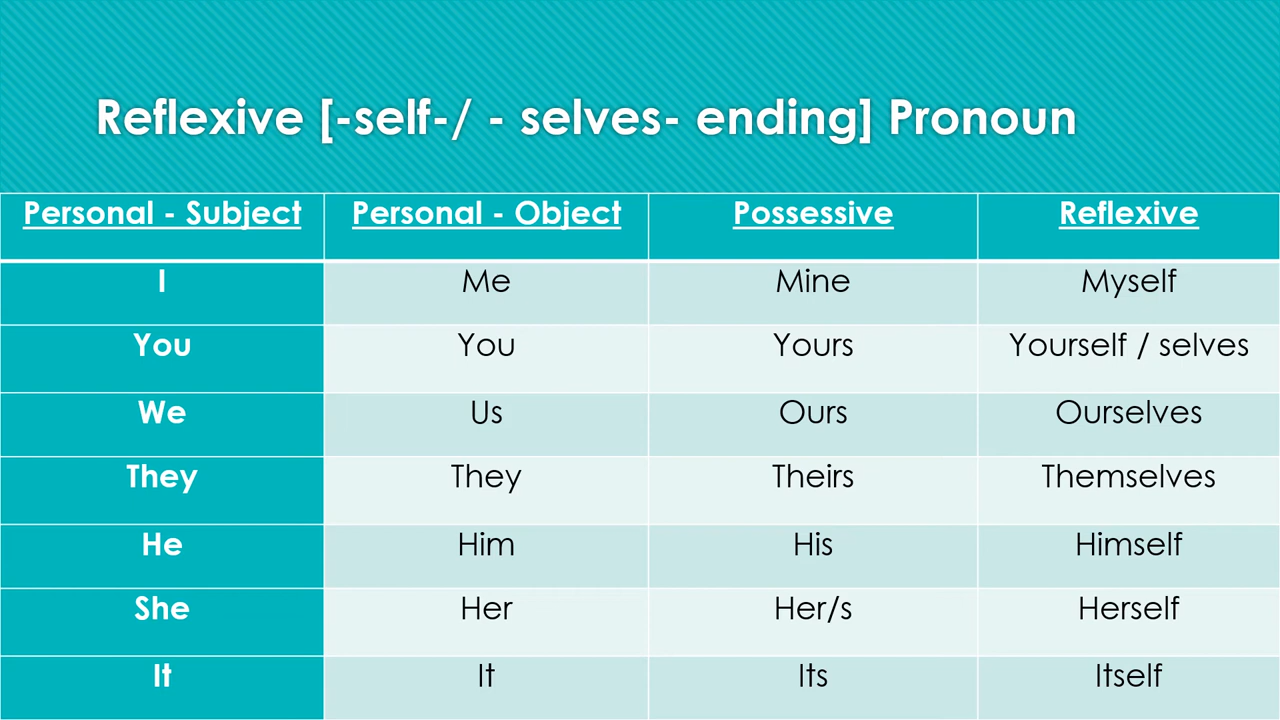 Reflexive [-self-/ - selves- ending] Pronoun
Personal - Subject Personal - Object Possessive Reflexive
I Me Mine Myself
You You Yours Yourself / selves
We Us Ours Ourselves
They They Theirs Themselves
He Him His Himself
She Her Her/s Herself
It It Its Itself